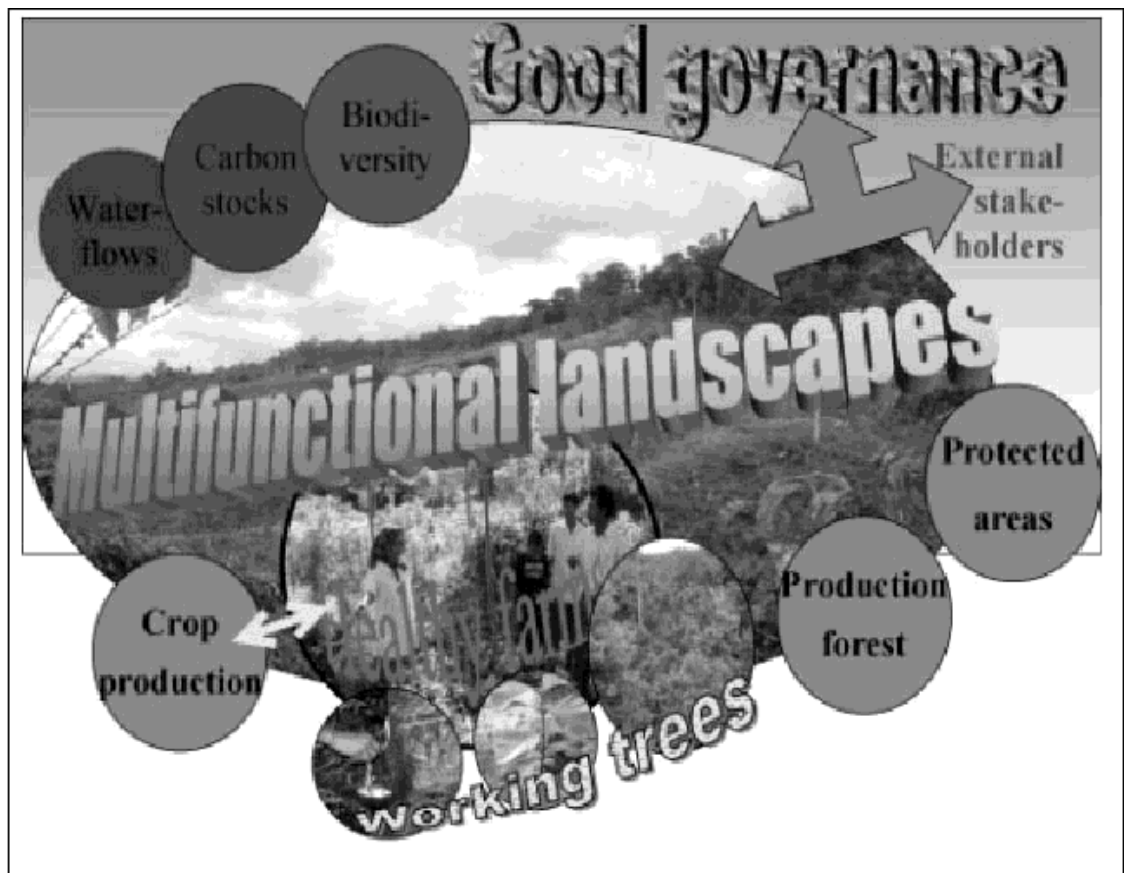 Good governance
Biodi-
versity
Carbon
stocks
Water-
flows
External
stake-
holders
Multifunctional landscapes
Protected
areas
Production
forest
Crop
production
farm
working trees